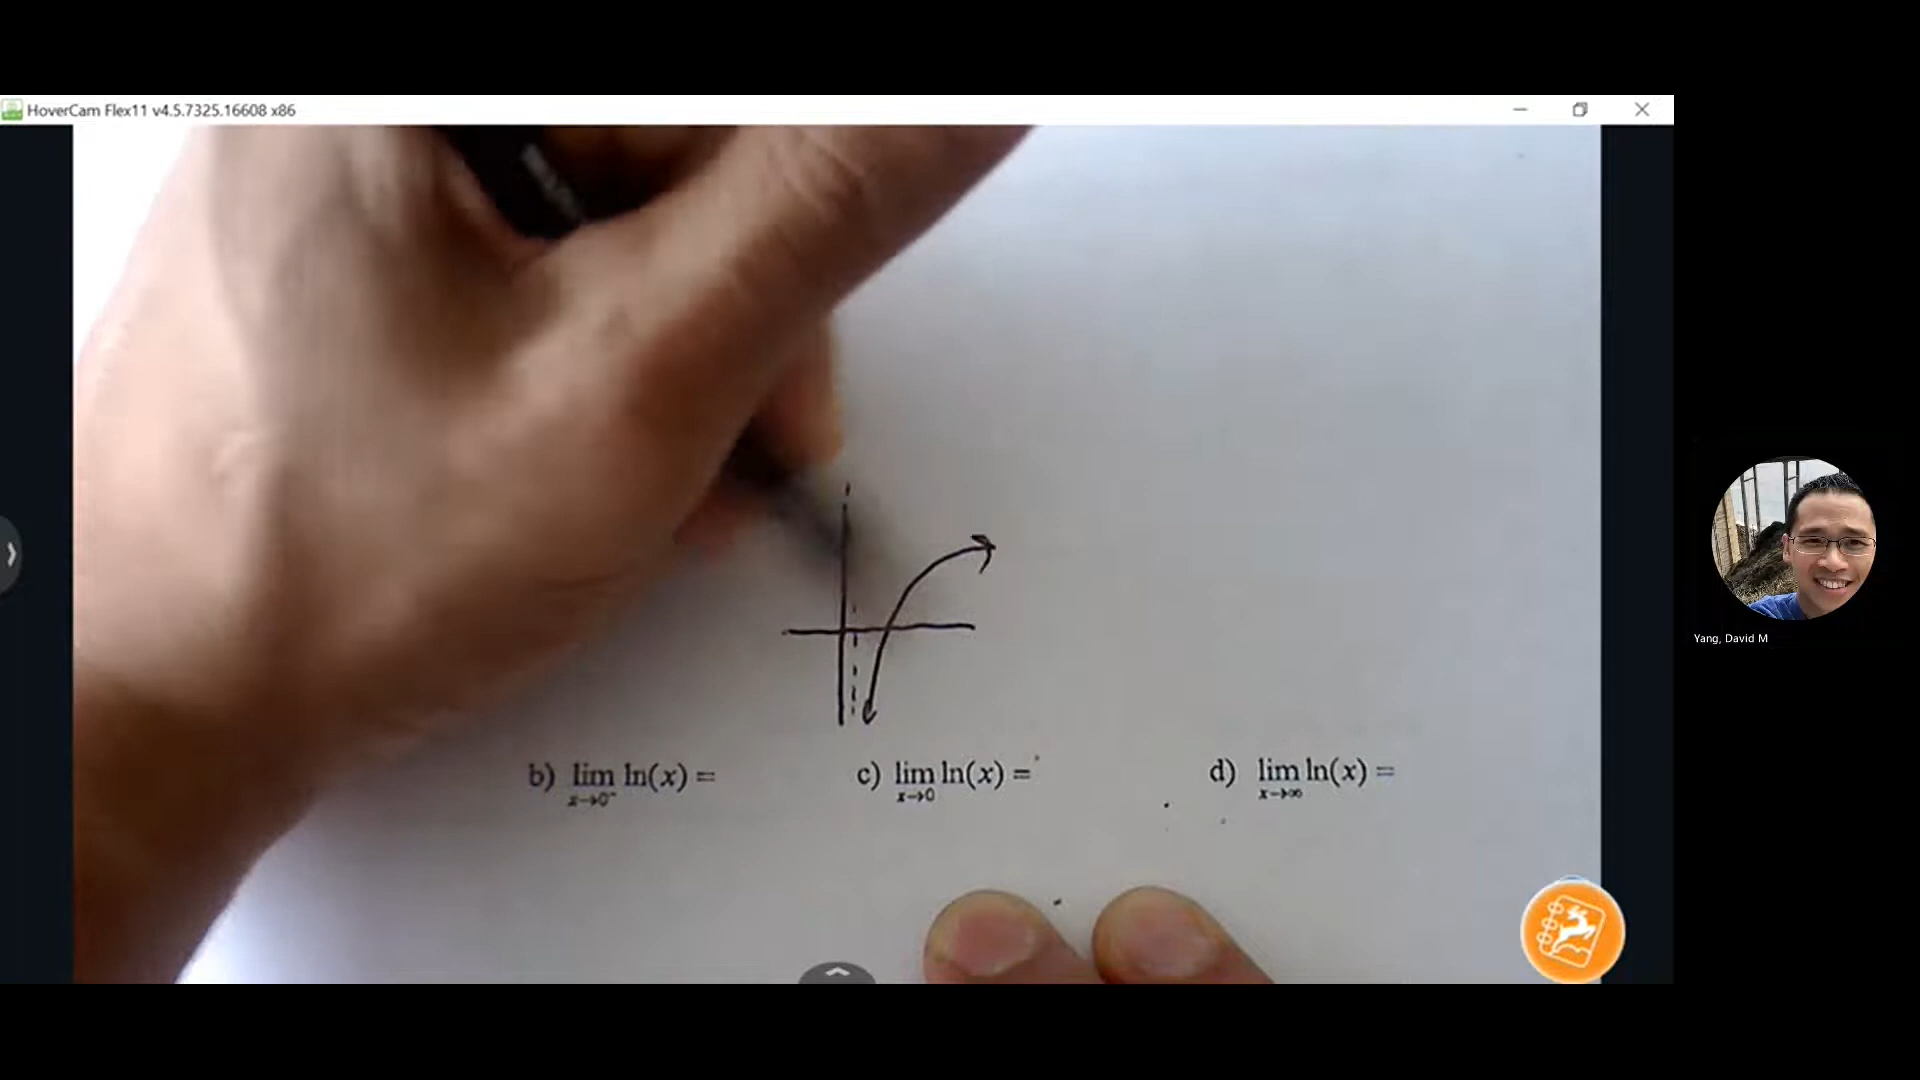 HoverCam Flex11 v4.5.7325.16608 x86
b) lim ln(x) =
x→0⁻
c) lim ln(x) =
x→0
d) lim ln(x) =
x→∞
Yang, David M